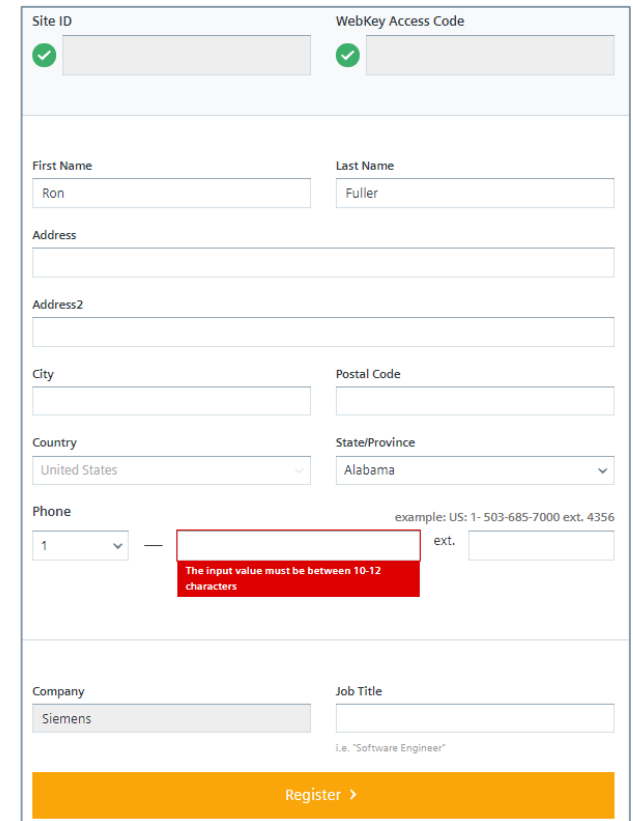 Site ID
WebKey Access Code
First Name
Last Name
Ron
Fuller
Address
Address2
City
Postal Code
Country
State/Province
United States
Alabama
Phone
example: US: 1- 503-685-7000 ext. 4356
1
—
ext.
The input value must be between 10-12
characters
Company
Job Title
Siemens
i.e. "Software Engineer"
Register >